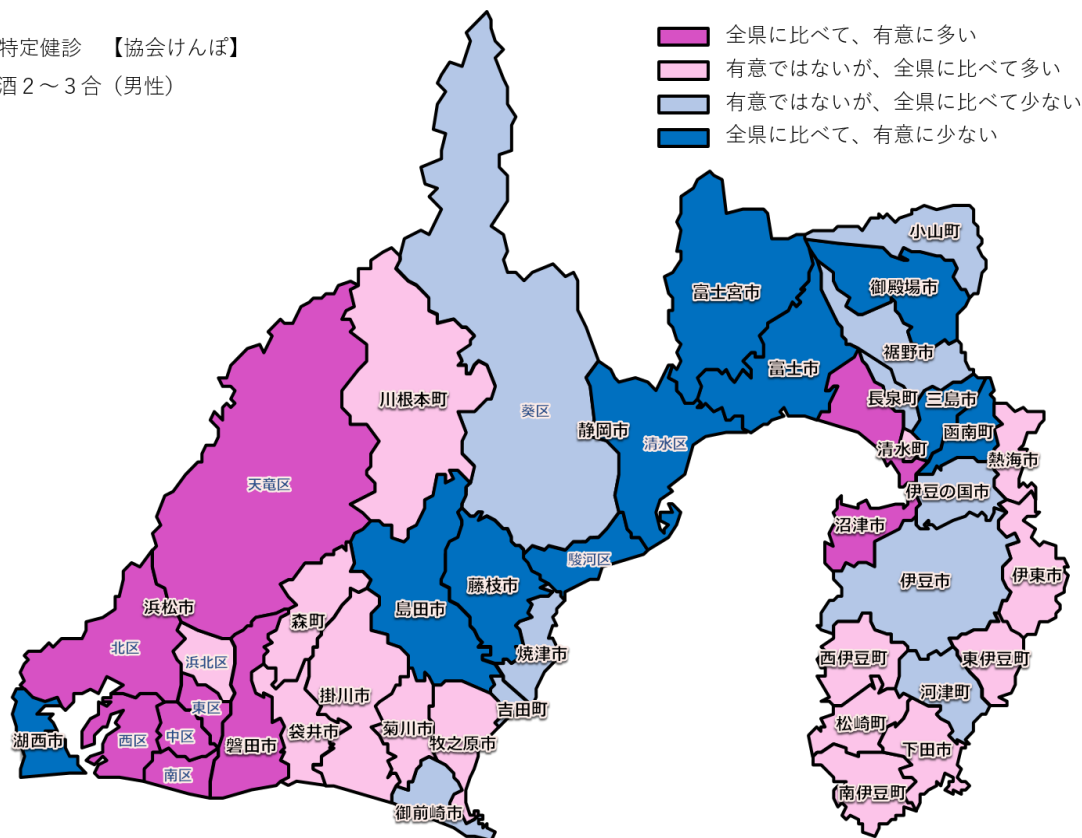 特定健診 【協会けんぽ】
酒２～３合（男性）
全県に比べて、有意に多い
有意ではないが、全県に比べて多い
有意ではないが、全県に比べて少ない
全県に比べて、有意に少ない
小山町
御殿場市
富士宮市
裾野市
富士市
長泉町
三島市
川根本町
葵区
静岡市
清水区
函南町
清水町
熱海市
天竜区
伊豆の国市
沼津市
駿河区
藤枝市
伊豆市
伊東市
島田市
浜松市
森町
北区
浜北区
焼津市
西伊豆町
東伊豆町
掛川市
河津町
東区
吉田町
松崎町
袋井市
菊川市
湖西市
西区
中区
磐田市
牧之原市
下田市
南区
南伊豆町
御前崎市